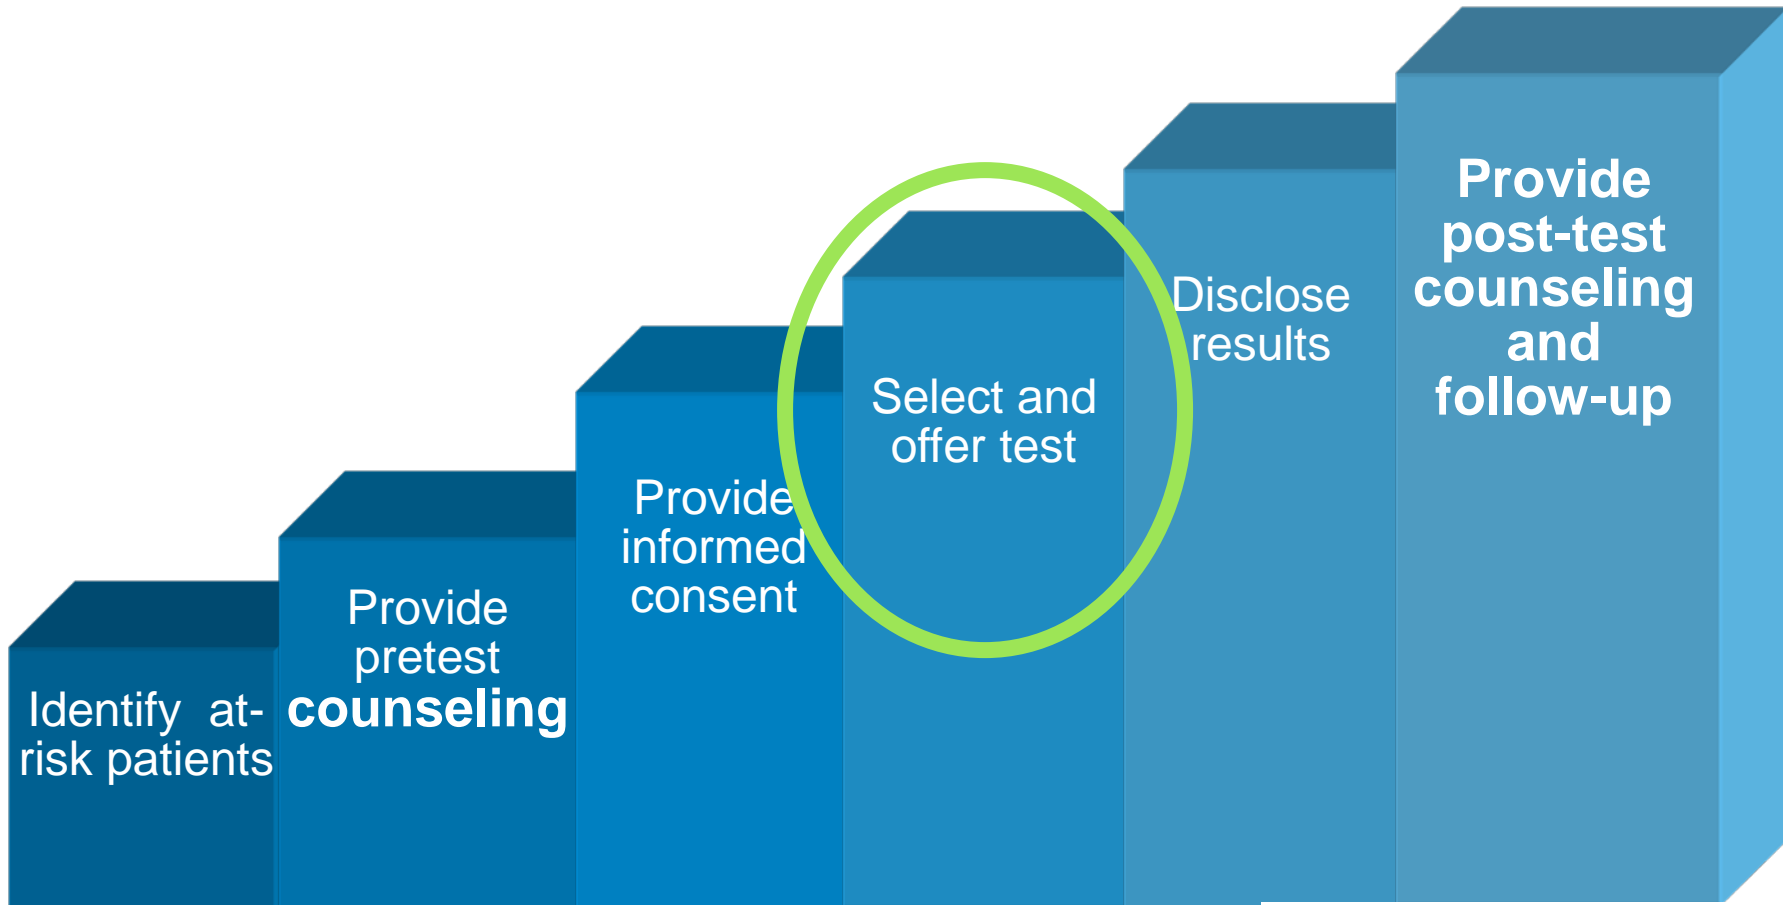 Identify  at-
risk patients
Provide
pretest
counseling
Provide
informed
consent
Select and
offer test
Disclose
results
Provide
post-test
counseling
and
follow-up